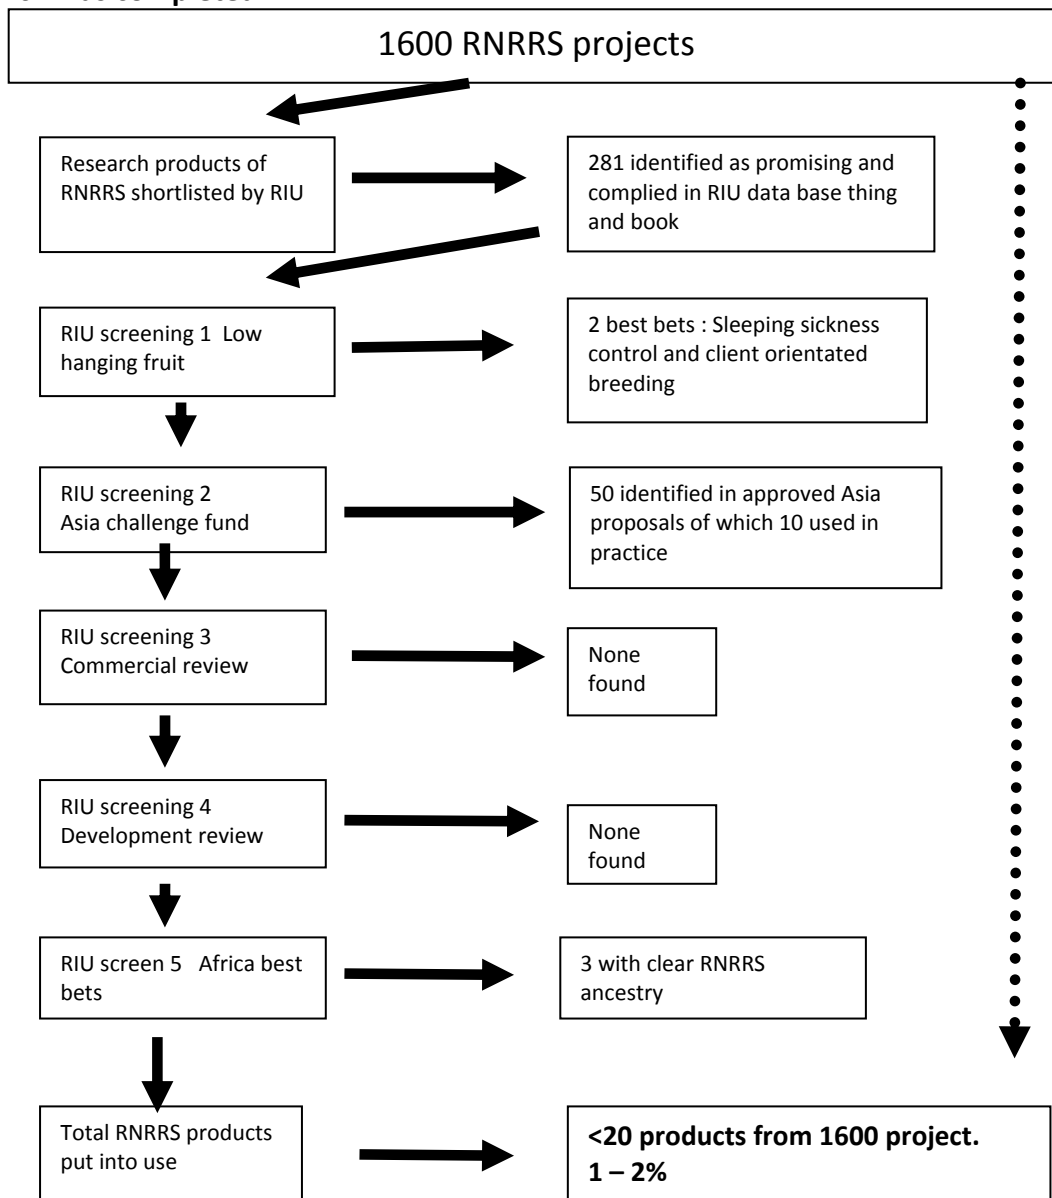 1600 RNRRS projects
Research products of
RNRRS shortlisted by RIU
281 identified as promising and
complied in RIU data base thing
and book
RIU screening 1 Low
hanging fruit
2 best bets : Sleeping sickness
control and client orientated
breeding
RIU screening 2
Asia challenge fund
50 identified in approved Asia
proposals of which 10 used in
practice
RIU screening 3
Commercial review
None
found
RIU screening 4
Development review
None
found
RIU screen 5 Africa best
bets
3 with clear RNRRS
ancestry
Total RNRRS products
put into use
<20 products from 1600 project.
1 – 2%